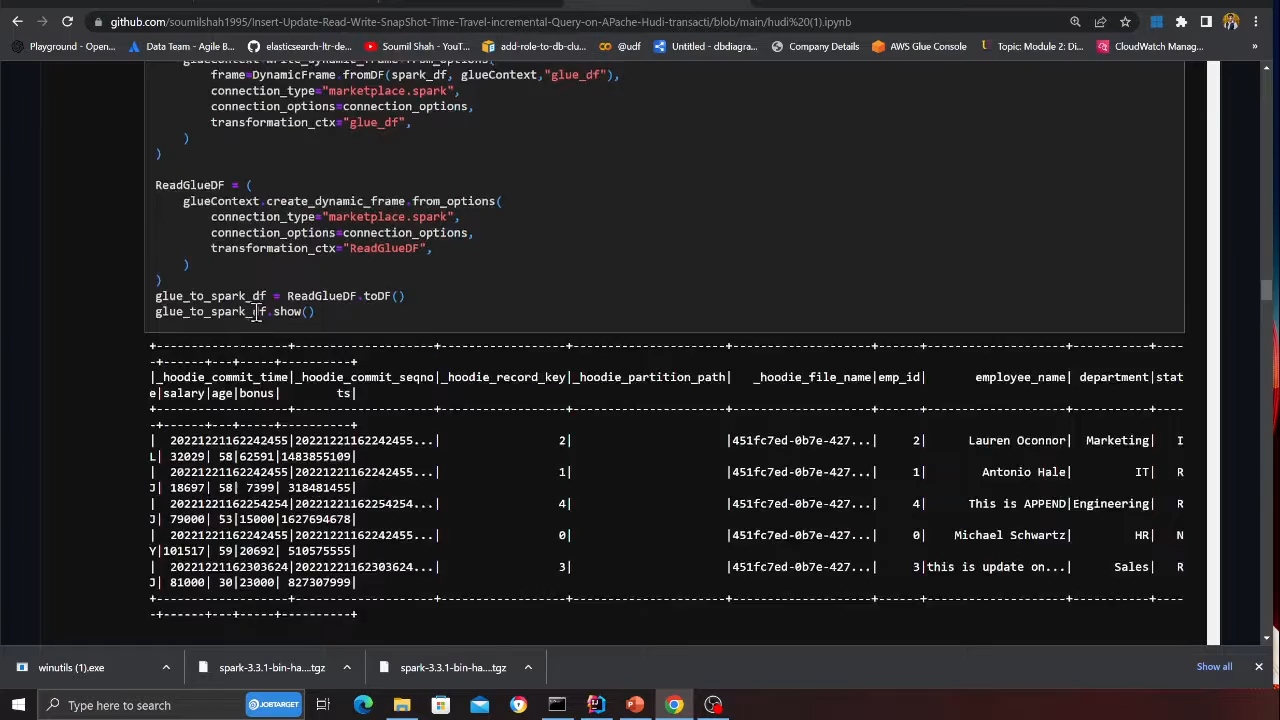 github.com/soumilshah1995/Insert-Update-Read-Write-SnapShot-Time-Travel-incremental-Query-on-APache-Hudi-transacti/blob/main/hudi%20(1).ipynb
Playground - Open...
Data Team - Agile B...
elasticsearch-ltr-de...
Soumil Shah - YouT...
add-role-to-db-clu...
@udf
Untitled - dbdiagra...
Company Details
AWS Glue Console
Topic: Module 2: Di...
CloudWatch Manag...
»
glueContext.write_dynamic_frame.from_options(
frame=DynamicFrame.fromDF(spark_df, glueContext,"glue_df"),
connection_type="marketplace.spark",
connection_options=connection_options,
transformation_ctx="glue_df",
)
)
ReadGlueDF = (
glueContext.create_dynamic_frame.from_options(
connection_type="marketplace.spark",
connection_options=connection_options,
transformation_ctx="ReadGlueDF",
)
)
glue_to_spark_df = ReadGlueDF.toDF()
glue_to_spark_df.show()
+-------------------+--------------------+------------------+----------------------+--------------------+------+--------------------+-----------+----
-+------+---+-----+----------+
|_hoodie_commit_time|_hoodie_commit_seqno|_hoodie_record_key|_hoodie_partition_path| _hoodie_file_name|emp_id| employee_name| department|stat
e|salary|age|bonus| ts|
+-------------------+--------------------+------------------+----------------------+--------------------+------+--------------------+-----------+----
-+------+---+-----+----------+
| 20221221162242455|20221221162242455...| 2| |451fc7ed-0b7e-427...| 2| Lauren Oconnor| Marketing| I
L| 32029| 58|62591|1483855109|
| 20221221162242455|20221221162242455...| 1| |451fc7ed-0b7e-427...| 1| Antonio Hale| IT| R
J| 18697| 58| 7399| 318481455|
| 20221221162254254|20221221162254254...| 4| |451fc7ed-0b7e-427...| 4| This is APPEND|Engineering| R
J| 79000| 53|15000|1627694678|
| 20221221162242455|20221221162242455...| 0| |451fc7ed-0b7e-427...| 0| Michael Schwartz| HR| N
Y|101517| 59|20692| 510575555|
| 20221221162303624|20221221162303624...| 3| |451fc7ed-0b7e-427...| 3|this is update on...| Sales| R
J| 81000| 30|23000| 827307999|
+-------------------+--------------------+------------------+----------------------+--------------------+------+--------------------+-----------+----
-+------+---+-----+----------+
winutils (1).exe
spark-3.3.1-bin-ha....tgz
spark-3.3.1-bin-ha....tgz
Show all
Type here to search
JOBTARGET